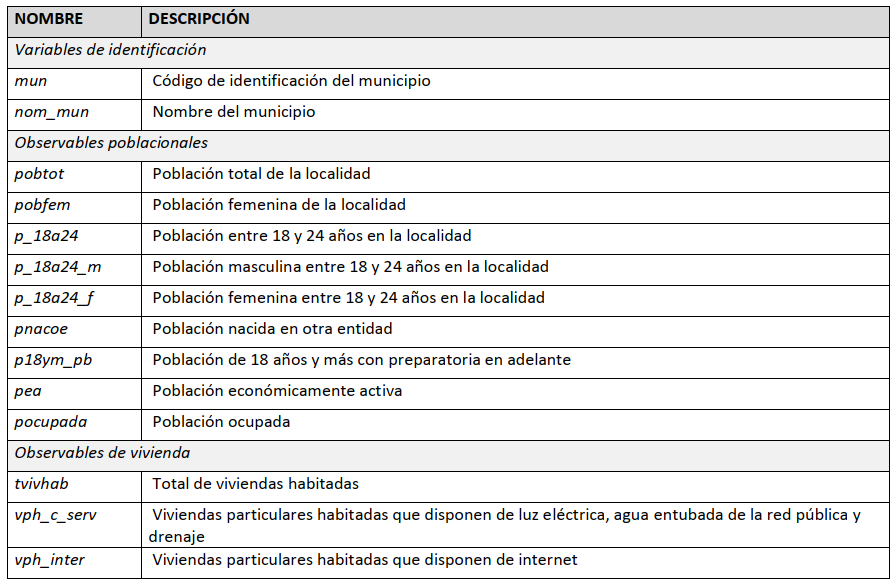 NOMBRE DESCRIPCIÓN
Variables de identificación
mun Código de identificación del municipio
nom_mun Nombre del municipio
Observables poblacionales
pobtot Población total de la localidad
pobfem Población femenina de la localidad
p_18a24 Población entre 18 y 24 años en la localidad
p_18a24_m Población masculina entre 18 y 24 años en la localidad
p_18a24_f Población femenina entre 18 y 24 años en la localidad
pnacoe Población nacida en otra entidad
p18ym_pb Población de 18 años y más con preparatoria en adelante
pea Población económicamente activa
pocupada Población ocupada
Observables de vivienda
tvivhab Total de viviendas habitadas
vph_c_serv Viviendas particulares habitadas que disponen de luz eléctrica, agua entubada de la red pública y
drenaje
vph_inter Viviendas particulares habitadas que disponen de internet